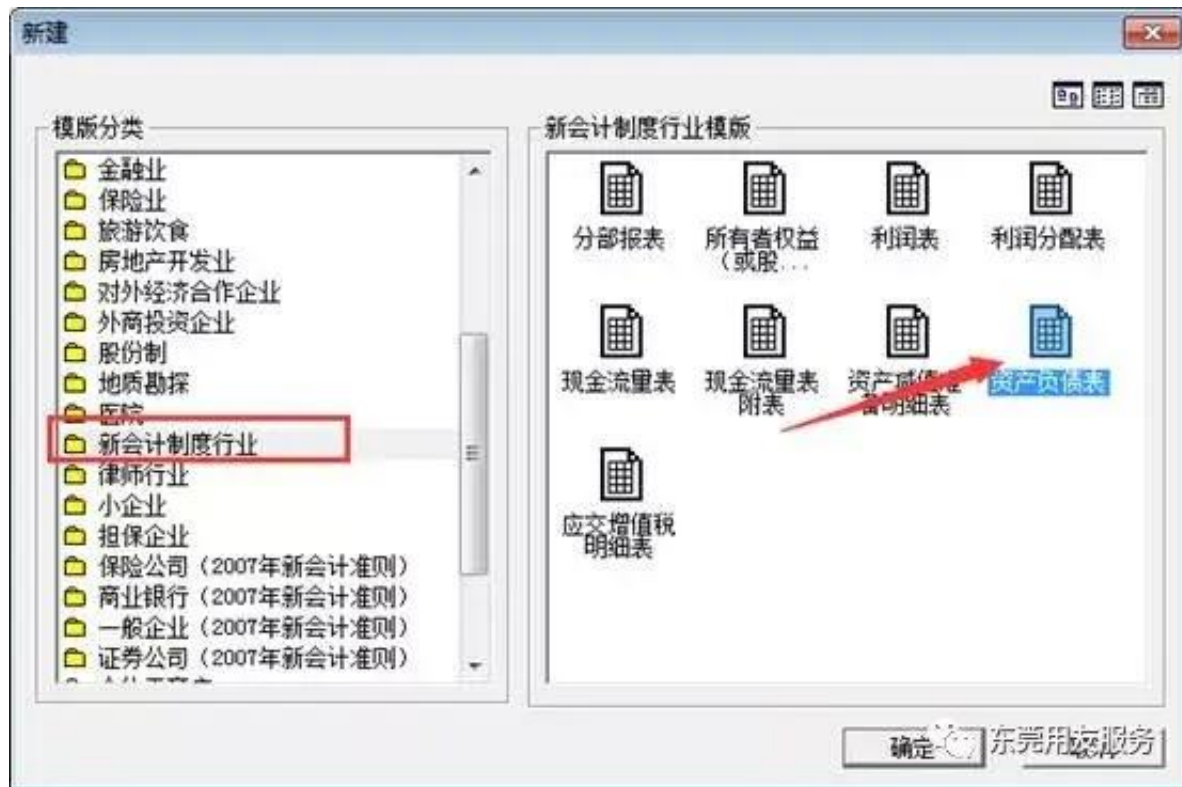 新建
模版分类
金融业
保险业
旅游饮食
房地产开发业
对外经济合作企业
外商投资企业
股份制
地质勘探
医院
新会计制度行业
律师行业
小企业
担保企业
保险公司（2007年新会计准则）
商业银行（2007年新会计准则）
一般企业（2007年新会计准则）
证券公司（2007年新会计准则）
新会计制度行业模版
分部报表
所有者权益
（或股...
利润表
利润分配表
现金流量表
现金流量表
附表
资产减值准
备明细表
资产负债表
应交增值税
明细表
确定
东莞用友服务